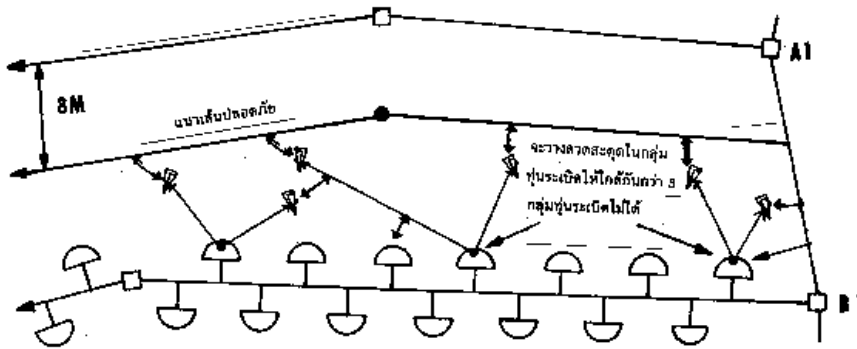 A1
8M
แนวเส้นปลอดภัย
จะวางลวดสะดุดในกลุ่ม
ทุ่นระเบิดให้ใกล้กันกว่า 3
กลุ่มทุ่นระเบิดไม่ได้
B